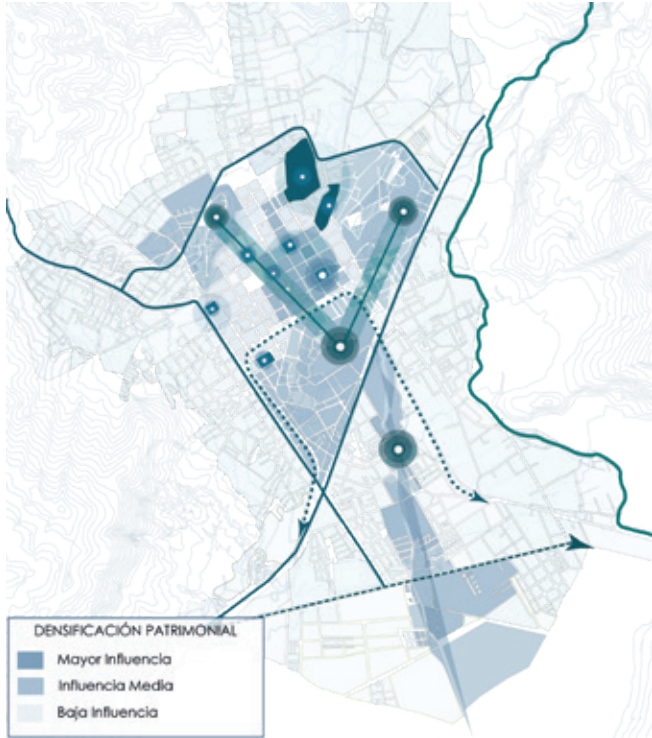 DENSIFICACIÓN PATRIMONIAL
Mayor Influencia
Influencia Media
Baja Influencia